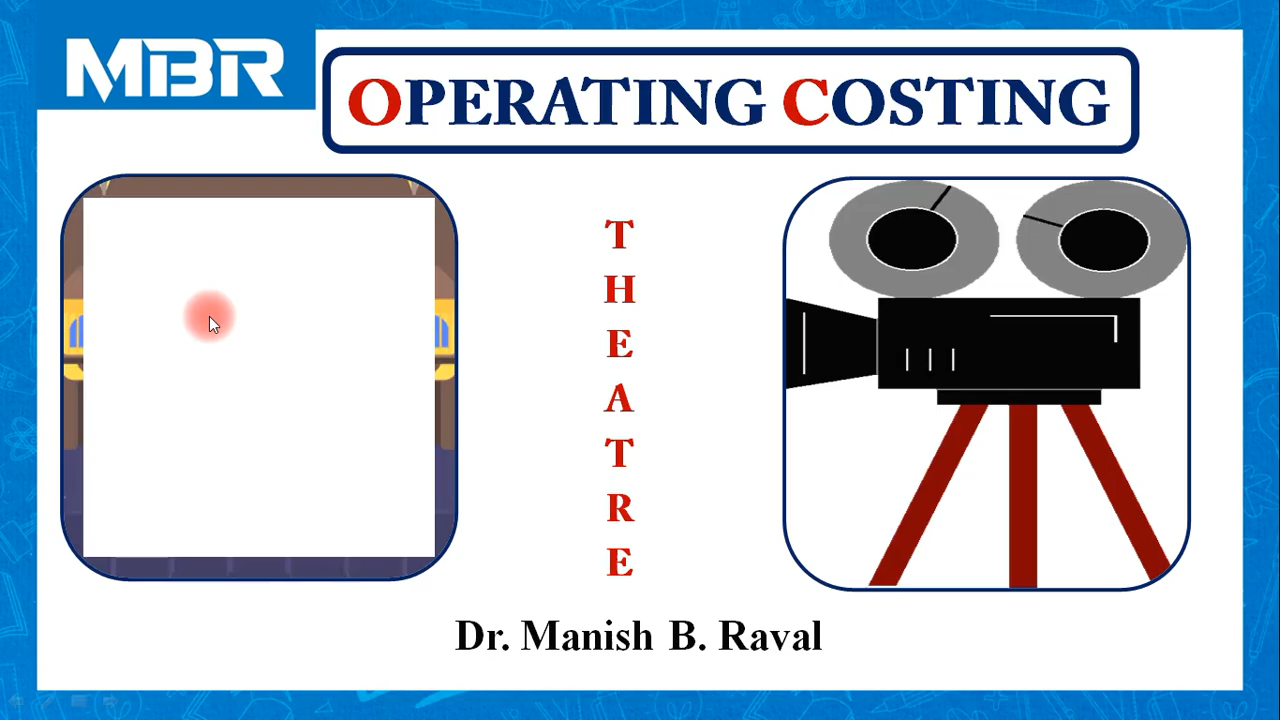 MBR
OPERATING COSTING
T
H
E
A
T
R
E
Dr. Manish B. Raval